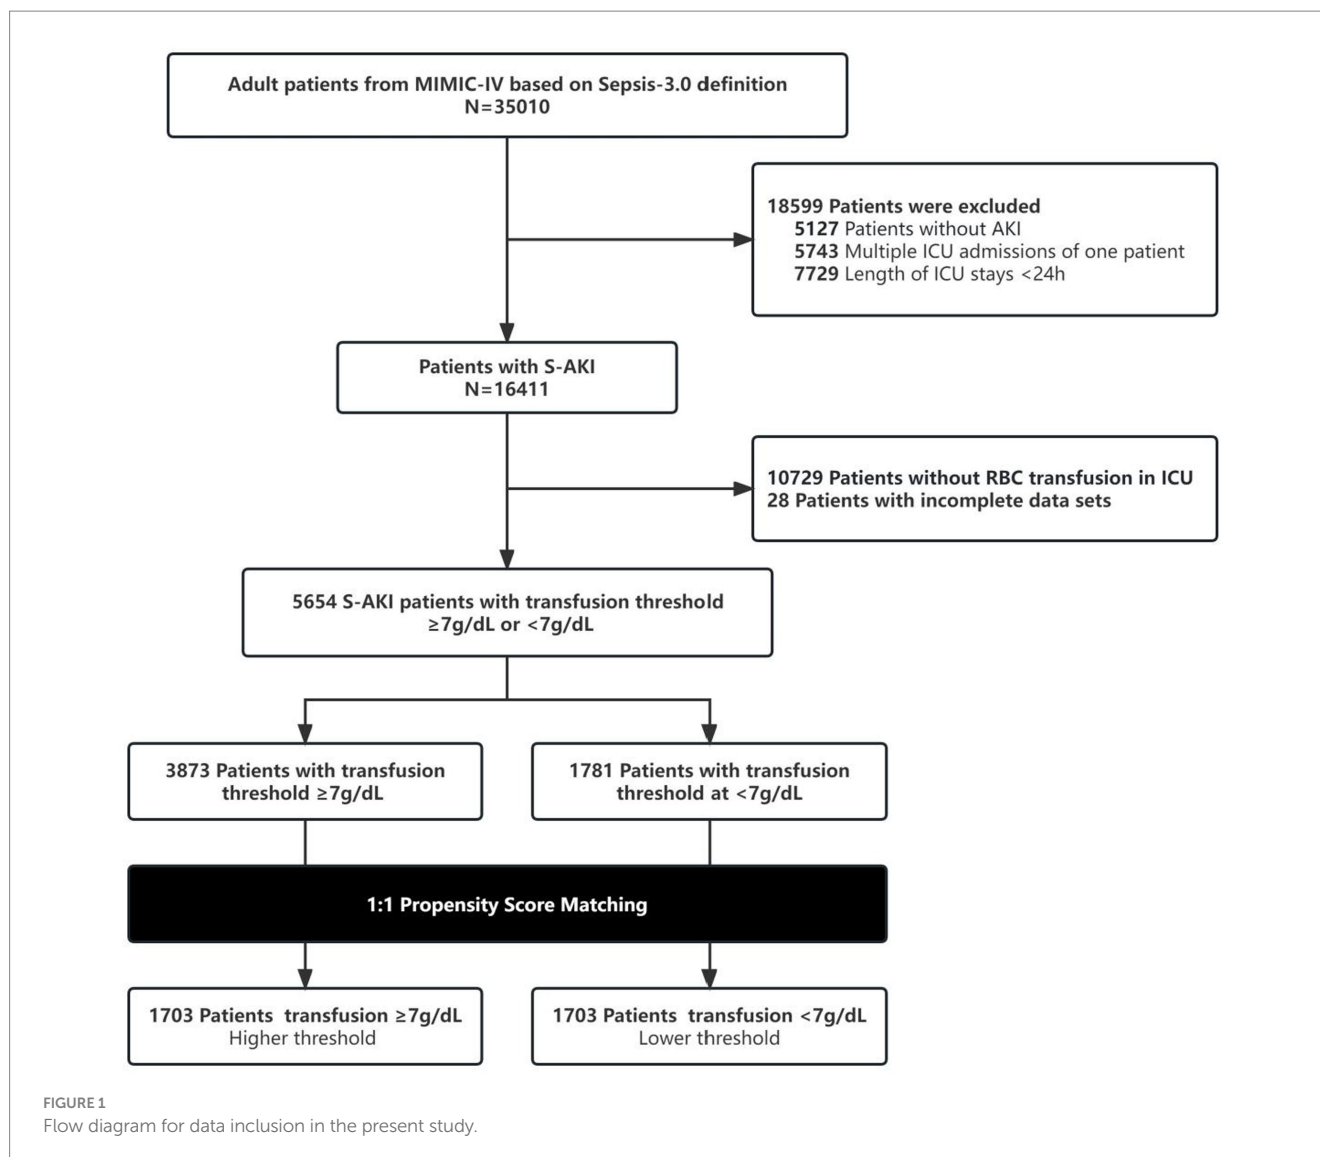 Adult patients from MIMIC-IV based on Sepsis-3.0 definition
N=35010
18599 Patients were excluded
5127 Patients without AKI
5743 Multiple ICU admissions of one patient
7729 Length of ICU stays <24h
Patients with S-AKI
N=16411
10729 Patients without RBC transfusion in ICU
28 Patients with incomplete data sets
5654 S-AKI patients with transfusion threshold
≥7g/dL or <7g/dL
3873 Patients with transfusion
threshold ≥7g/dL
1781 Patients with transfusion
threshold at <7g/dL
1:1 Propensity Score Matching
1703 Patients transfusion ≥7g/dL
Higher threshold
1703 Patients transfusion <7g/dL
Lower threshold
FIGURE 1
Flow diagram for data inclusion in the present study.